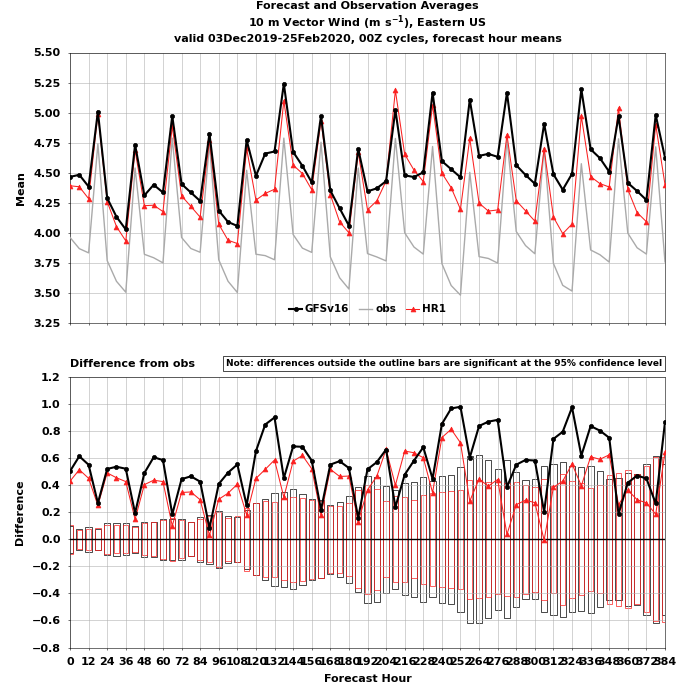 Forecast and Observation Averages
10 m Vector Wind (m s⁻¹), Eastern US
valid 03Dec2019-25Feb2020, 00Z cycles, forecast hour means
5.50
5.25
5.00
4.75
4.50
4.25
4.00
3.75
3.50
3.25
Mean
GFSv16 obs HR1
Difference from obs
Note: differences outside the outline bars are significant at the 95% confidence level
1.2
1.0
0.8
0.6
0.4
0.2
0.0
−0.2
−0.4
−0.6
−0.8
Difference
0 12 24 36 48 60 72 84 96 108 120 132 144 156 168 180 192 204 216 228 240 252 264 276 288 300 312 324 336 348 360 372 384
Forecast Hour